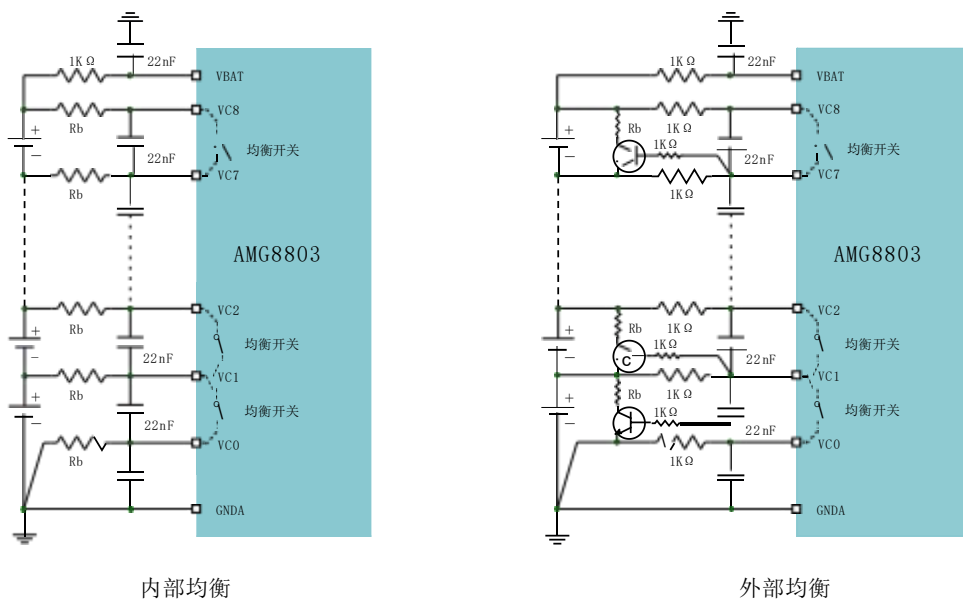 1KΩ
22nF
VBAT
VC8
Rb
22nF
均衡开关
VC7
Rb
AMG8803
VC2
Rb
均衡开关
22nF
VC1
Rb
均衡开关
22nF
VC0
Rb
GNDA
内部均衡
1KΩ
22nF
VBAT
VC8
Rb
1KΩ
1KΩ
22nF
均衡开关
VC7
1KΩ
AMG8803
VC2
Rb
1KΩ
1KΩ
均衡开关
C
22nF
VC1
Rb
1KΩ
1KΩ
均衡开关
22nF
VC0
1KΩ
GNDA
外部均衡